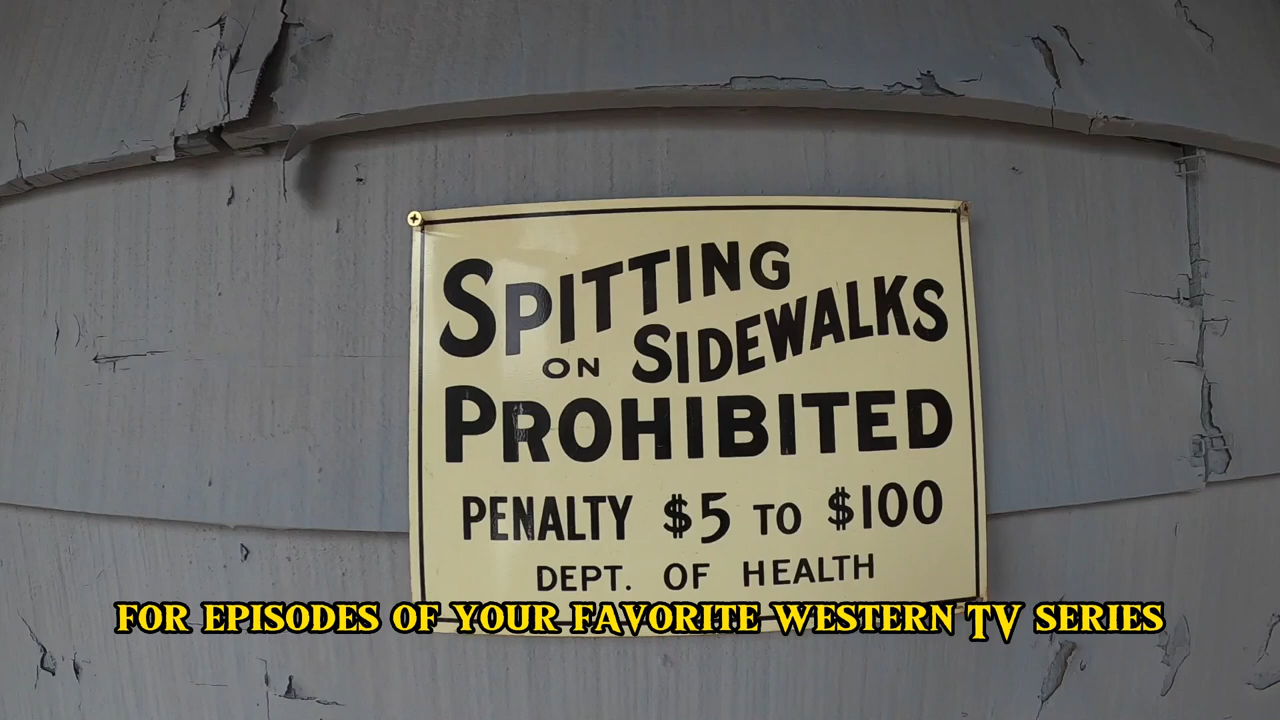 SPITTING
ON SIDEWALKS
PROHIBITED
PENALTY $5 TO $100
DEPT. OF HEALTH
FOR EPISODES OF YOUR FAVORITE WESTERN TV SERIES